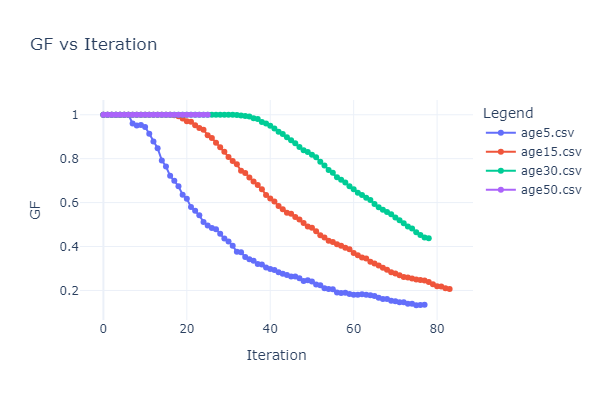 GF vs Iteration
Legend
age5.csv
age15.csv
age30.csv
age50.csv
GF
1
0.8
0.6
0.4
0.2
0
20
40
60
80
Iteration